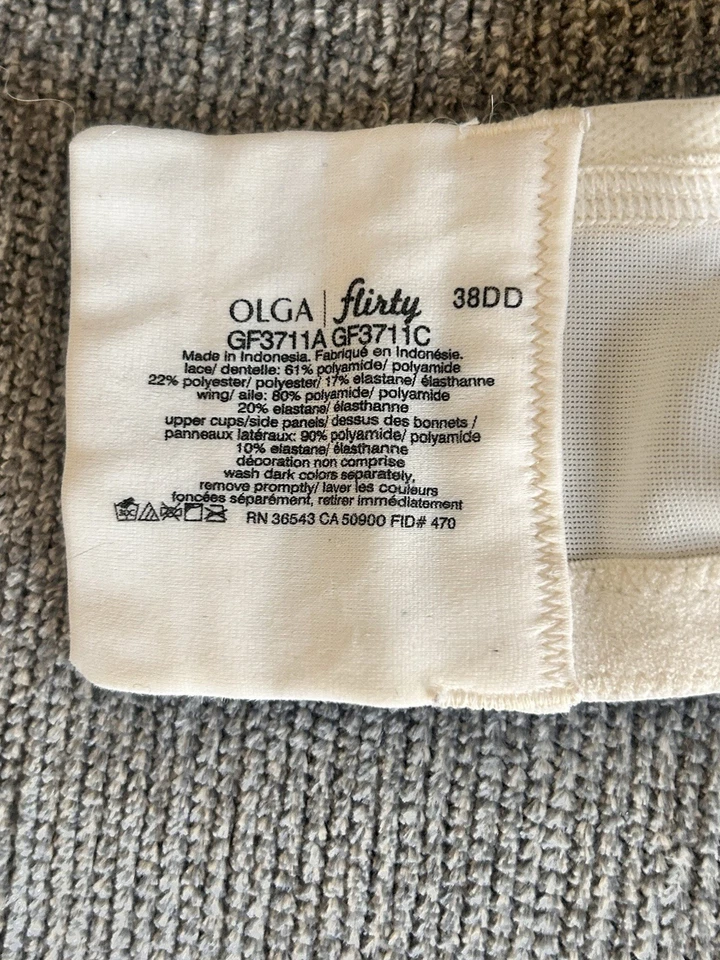 OLGA | flirty 38DD
GF3711A GF3711C
Made in Indonesia. Fabriqué en Indonésie.
lace/ dentelle: 61% polyamide/ polyamide
22% polyester/ polyester/ 17% elastane/ élasthanne
wing/ aile: 80% polyamide/ polyamide
20% elastane/ élasthanne
upper cups/side panels/ dessus des bonnets /
panneaux latéraux: 90% polyamide/ polyamide
10% elastane/ élasthanne
décoration non comprise
wash dark colors separately,
remove promptly/ laver les couleurs
foncées séparément, retirer immédiatement
RN 36543 CA 50900 FID# 470